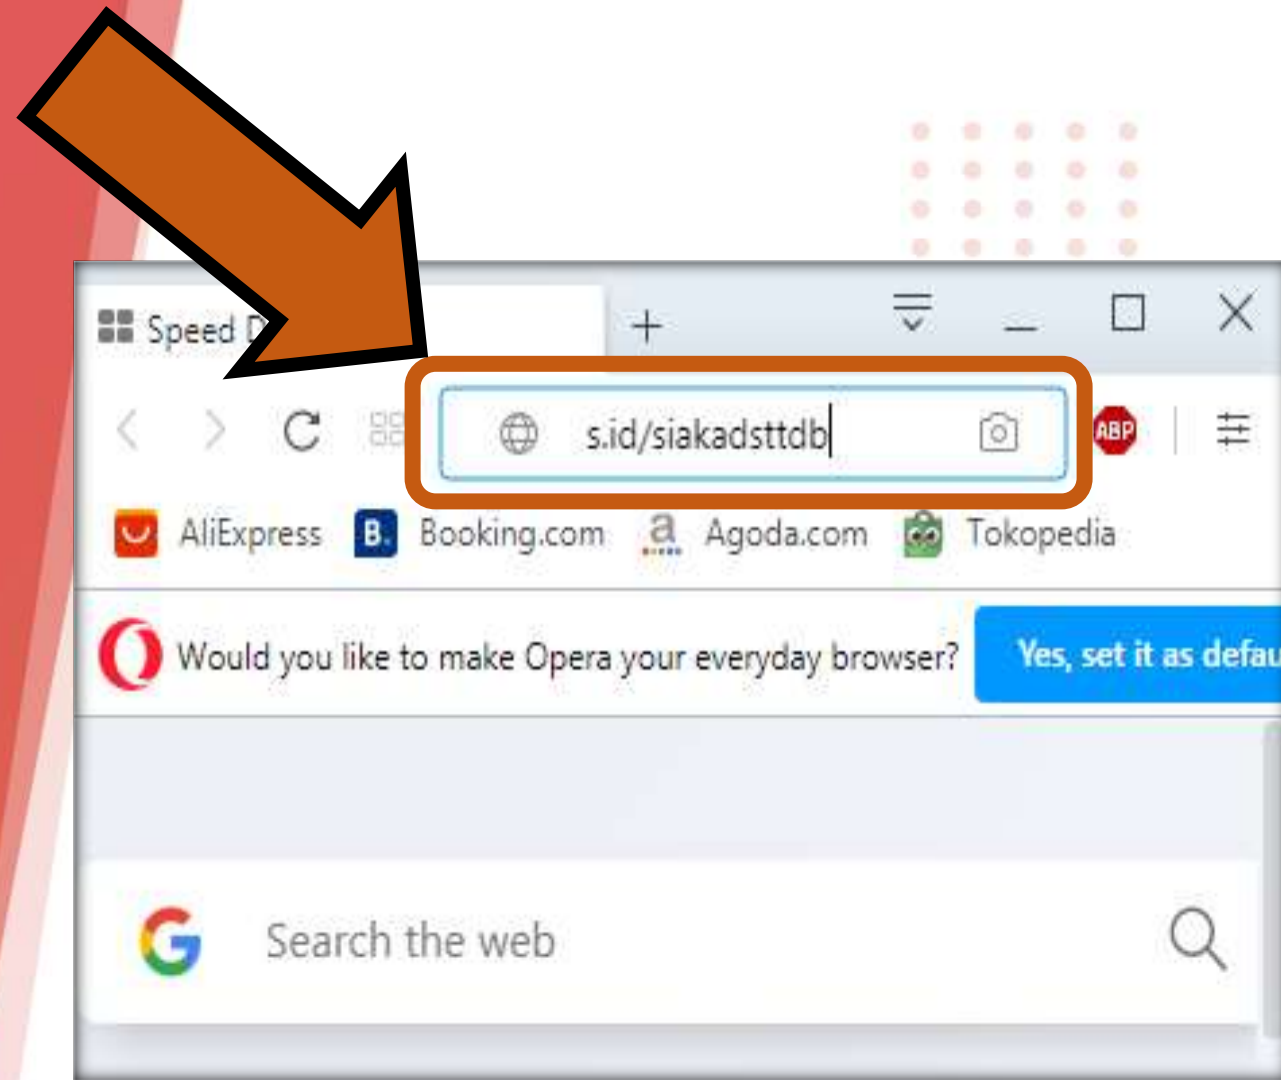 Speed D
s.id/siakadsttdb
ABP
AliExpress B. Booking.com a Agoda.com Tokopedia
Would you like to make Opera your everyday browser? Yes, set it as defau
G Search the web